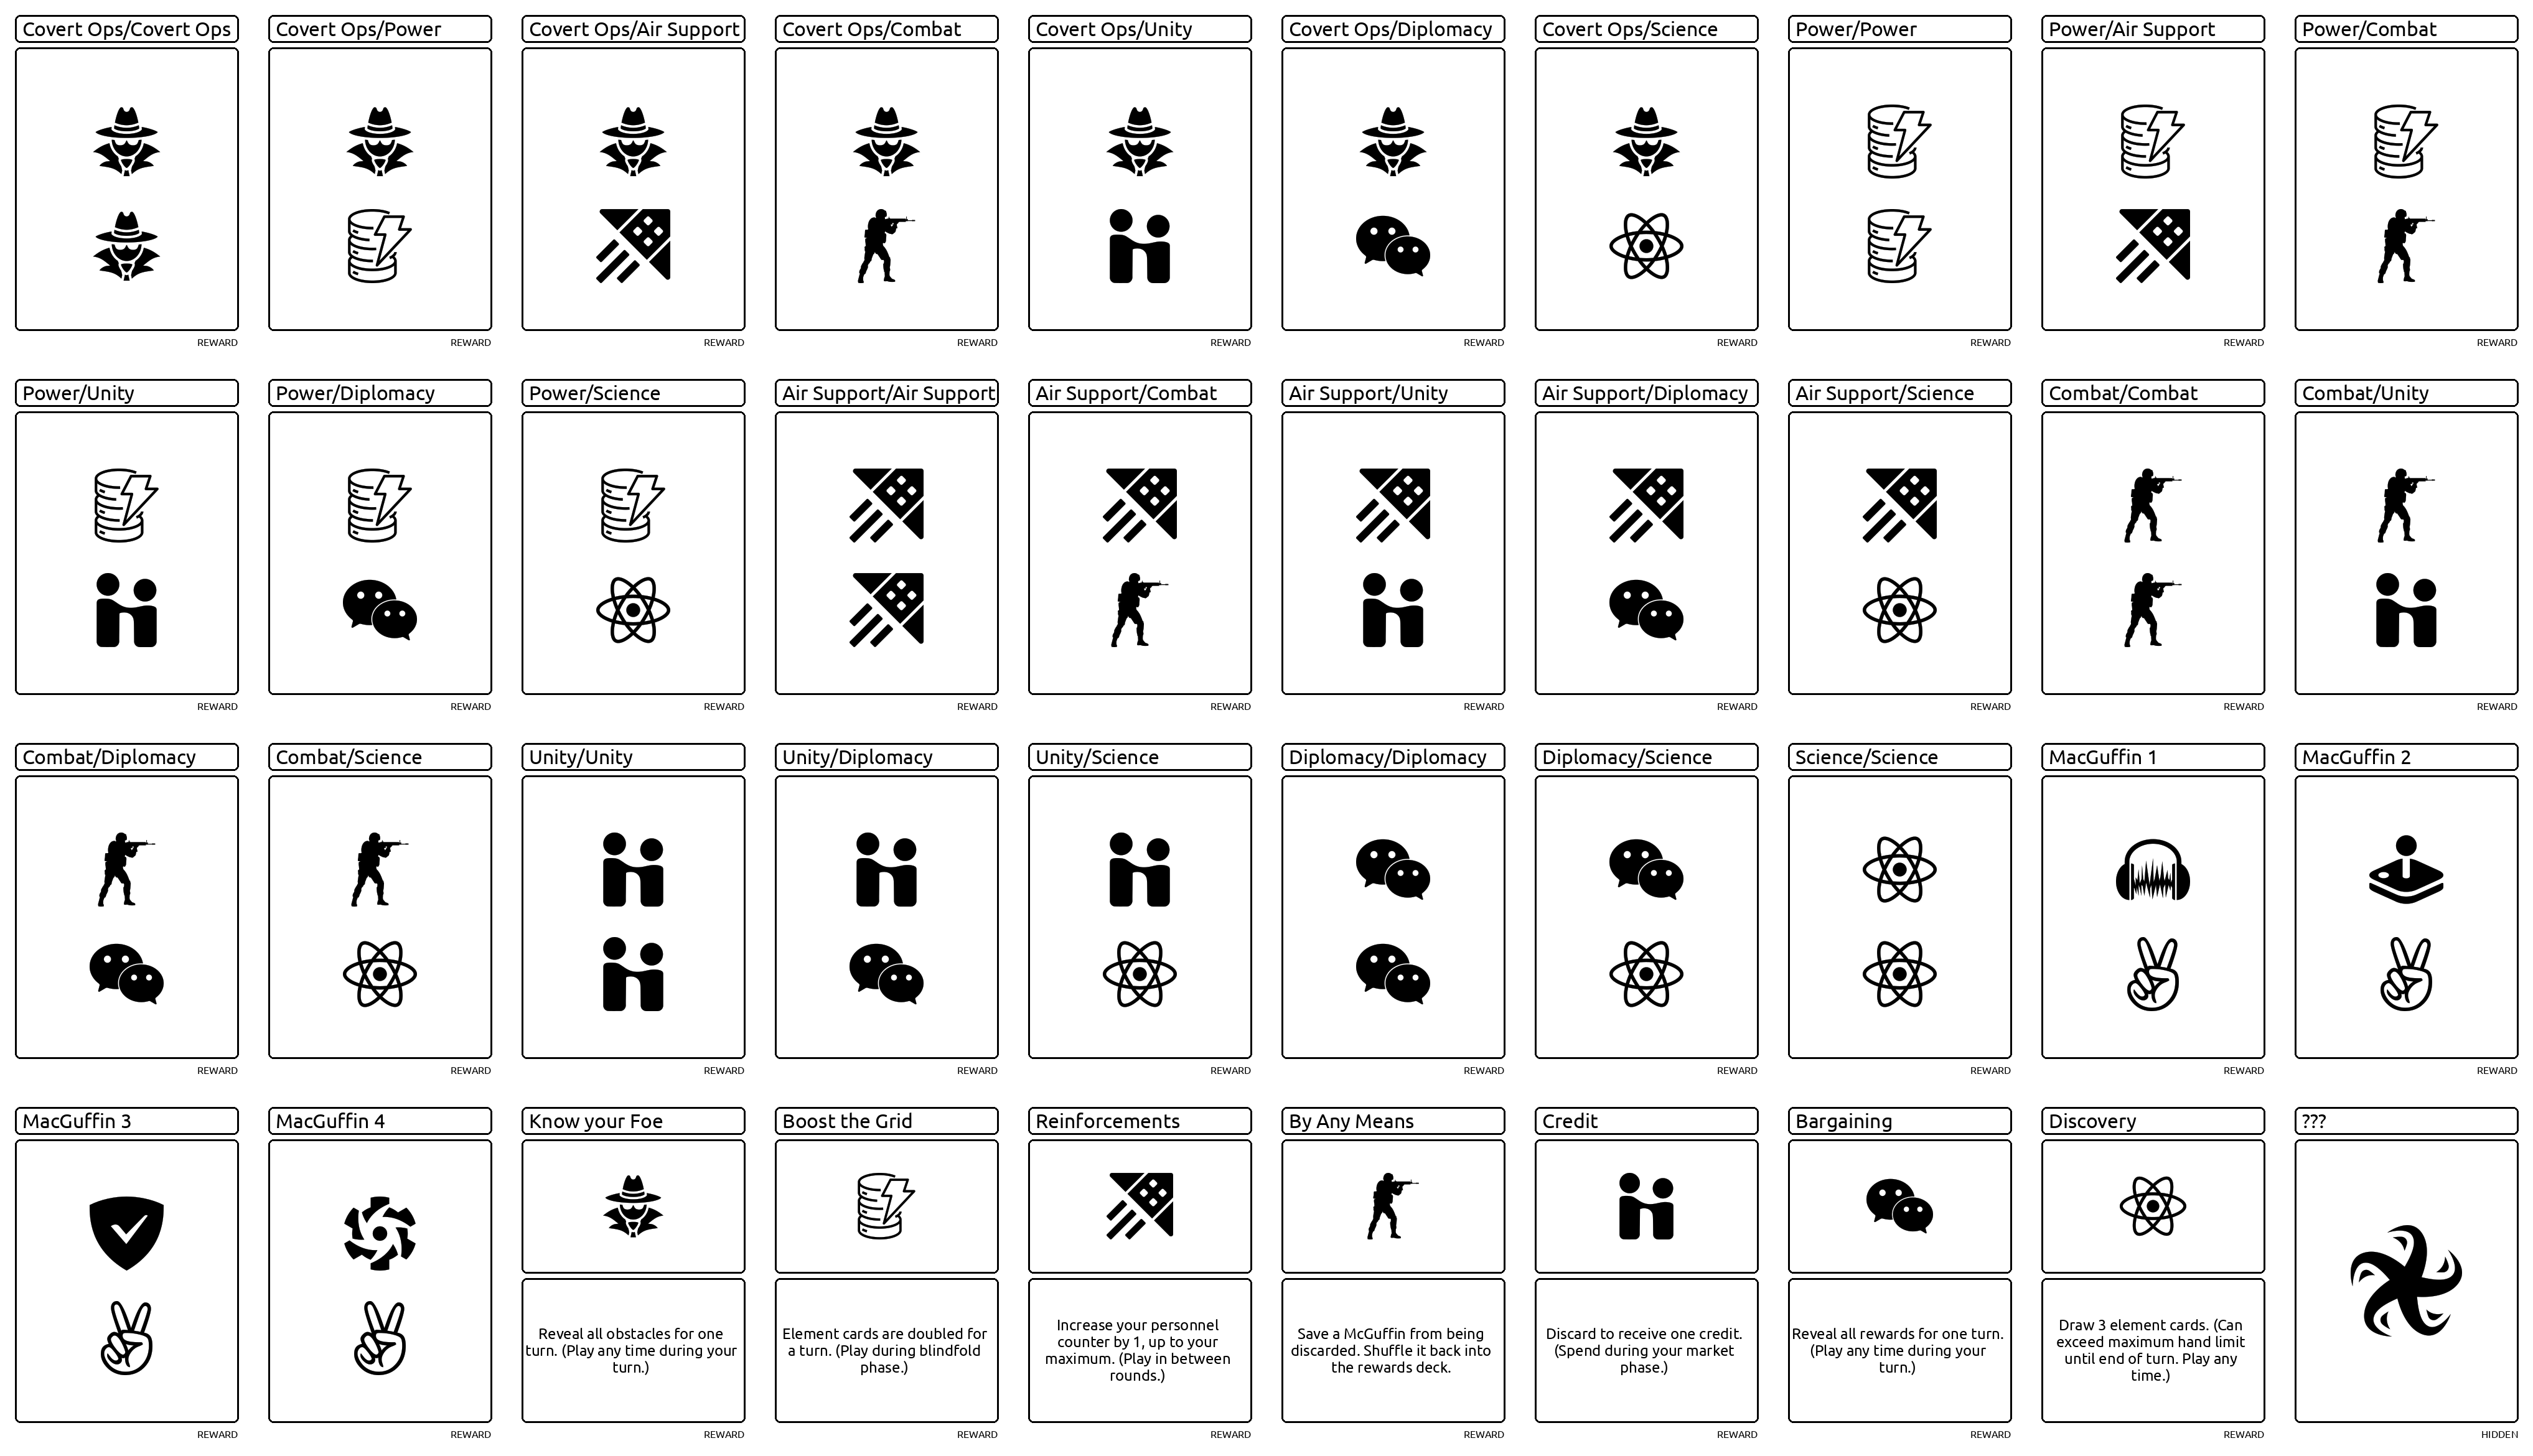 Covert Ops/Covert Ops
Covert Ops/Power
Covert Ops/Air Support
Covert Ops/Combat
Covert Ops/Unity
Covert Ops/Diplomacy
Covert Ops/Science
Power/Power
Power/Air Support
Power/Combat
REWARD
REWARD
REWARD
REWARD
REWARD
REWARD
REWARD
REWARD
REWARD
REWARD
Power/Unity
Power/Diplomacy
Power/Science
Air Support/Air Support
Air Support/Combat
Air Support/Unity
Air Support/Diplomacy
Air Support/Science
Combat/Combat
Combat/Unity
REWARD
REWARD
REWARD
REWARD
REWARD
REWARD
REWARD
REWARD
REWARD
REWARD
Combat/Diplomacy
Combat/Science
Unity/Unity
Unity/Diplomacy
Unity/Science
Diplomacy/Diplomacy
Diplomacy/Science
Science/Science
MacGuffin 1
MacGuffin 2
REWARD
REWARD
REWARD
REWARD
REWARD
REWARD
REWARD
REWARD
REWARD
REWARD
MacGuffin 3
REWARD
MacGuffin 4
REWARD
Know your Foe
Reveal all obstacles for one
turn. (Play any time during your
turn.)
REWARD
Boost the Grid
Element cards are doubled for
a turn. (Play during blindfold
phase.)
REWARD
Reinforcements
Increase your personnel
counter by 1, up to your
maximum. (Play in between
rounds.)
REWARD
By Any Means
Save a McGuffin from being
discarded. Shuffle it back into
the rewards deck.
REWARD
Credit
Discard to receive one credit.
(Spend during your market
phase.)
REWARD
Bargaining
Reveal all rewards for one turn.
(Play any time during your
turn.)
REWARD
Discovery
Draw 3 element cards. (Can
exceed maximum hand limit
until end of turn. Play any
time.)
REWARD
???
HIDDEN